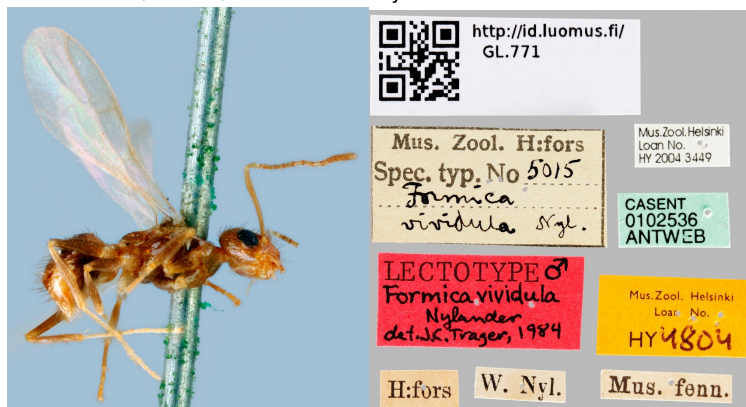 http://id.luomus.fi/
GL.771
Mus. Zool. H:fors
Spec. typ. No 5015
Formica
vividula Nyl.
Mus.Zool.Helsinki
Loan No.
HY 2004 3449
CASENT
0102536
ANTWEB
LECTOTYPE ♂
Formica vividula
Nylander
det. J.C. Trager, 1984
Mus.Zool. Helsinki
Loan No.
HY 4804
H:fors
W. Nyl.
Mus. fenn.